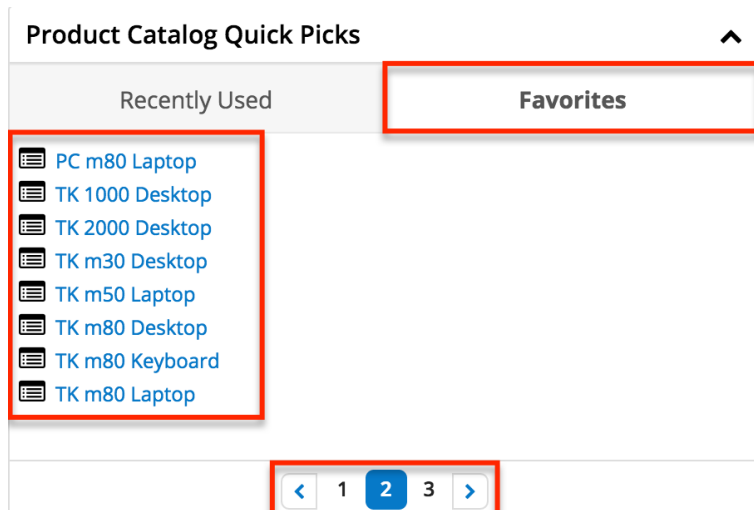 Product Catalog Quick Picks
Recently Used Favorites
PC m80 Laptop
TK 1000 Desktop
TK 2000 Desktop
TK m30 Desktop
TK m50 Laptop
TK m80 Desktop
TK m80 Keyboard
TK m80 Laptop
1 2 3